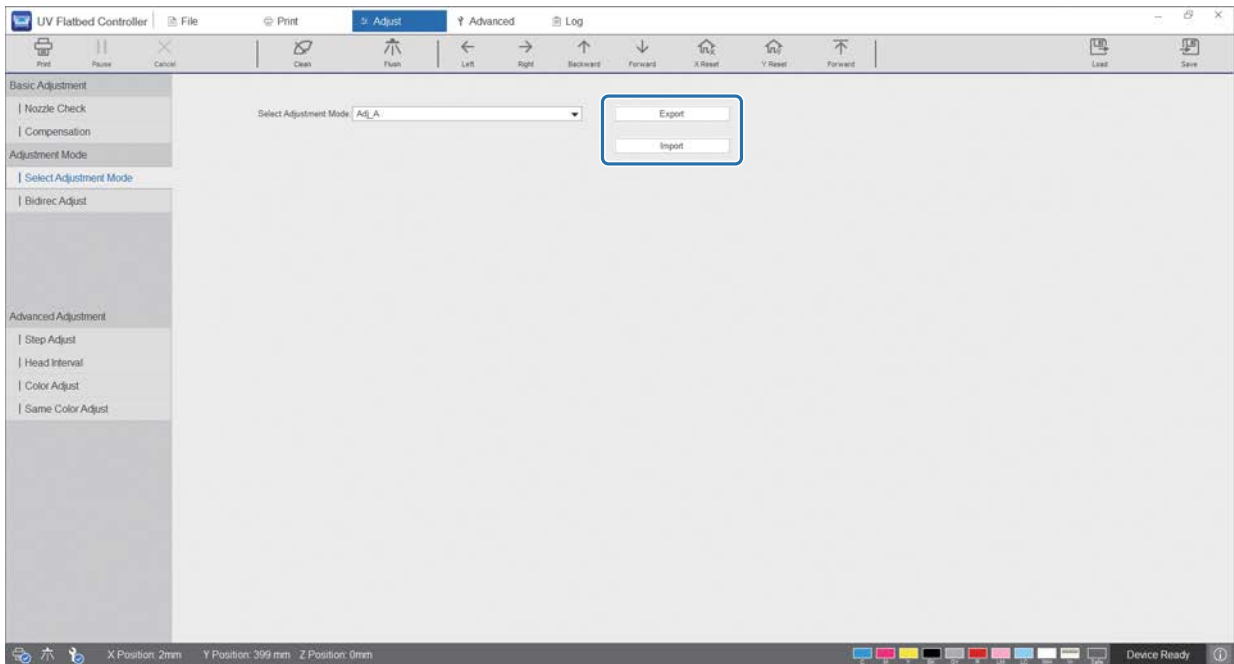 UV Flatbed Controller File Print Adjust Advanced Log
Print Pause Cancel Clean Flush Left Right Backward Forward X Reset Y Reset Forward Load Save
Basic Adjustment
| Nozzle Check
| Compensation
Adjustment Mode
| Select Adjustment Mode
| Bidirec Adjust
Select Adjustment Mode: Adj_A
Export
Import
Advanced Adjustment
| Step Adjust
| Head Interval
| Color Adjust
| Same Color Adjust
X Position: 2mm Y Position: 399 mm Z Position: 0mm
Device Ready